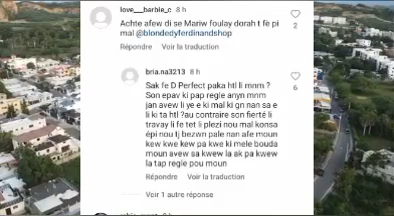 love__barbie_c 8 h
Achte afew di se Mariw foulay dorah t fè pi
mal @blondedyferdinandshop
2
Répondre Voir la traduction
bria.na3213 8 h
Sak fe D Perfect paka htl li mnm ?
Son epav ki pap regle anyn mnm
jan avew li ye e ki mal ki gn nan sa e
li ki ta htl ?au contraire son fierté li
travay li fe tet li plezi nou mal konsa
épi nou tj bezwn pale nan afe moun
kew kwe kew pa kwe ki mele bouda
moun avew sa kwew la ak pa kwew
la tap regle pou moun
6
Répondre Voir la traduction
Voir 1 autre réponse